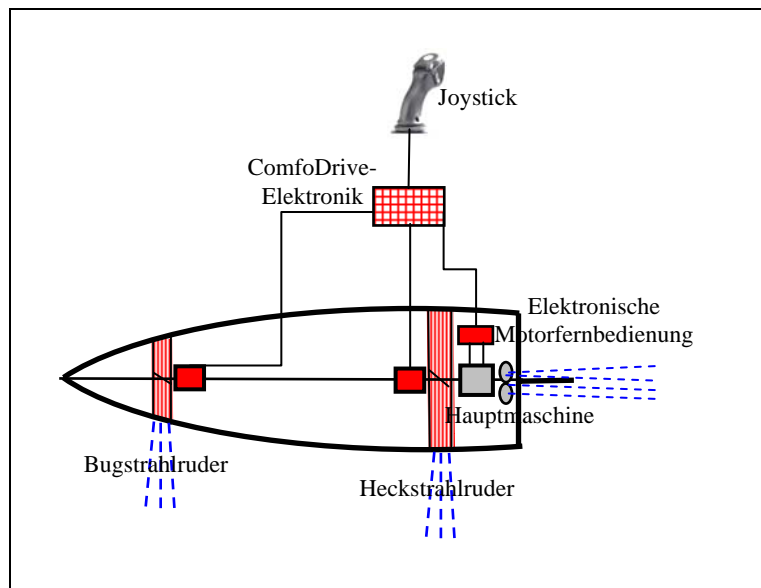 Joystick
ComfoDrive-
Elektronik
Elektronische
Motorfernbedienung
Hauptmaschine
Bugstrahlruder
Heckstrahlruder